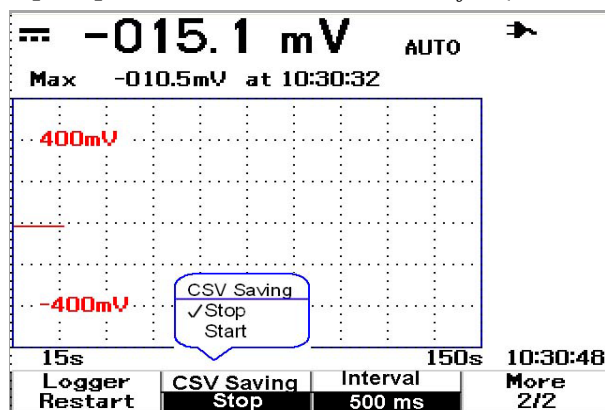 -015.1 mV AUTO
Max -010.5mV at 10:30:32
400mV
-400mV
CSV Saving
✓Stop
Start
15s 150s 10:30:48
Logger Restart
CSV Saving Stop
Interval 500 ms
More 2/2